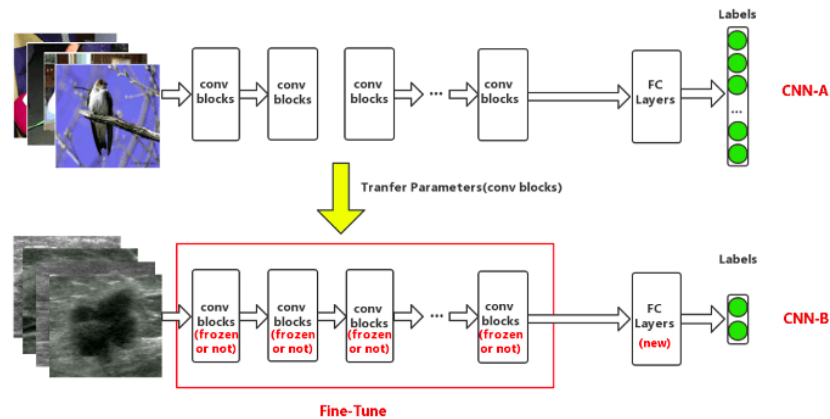 Labels
conv
blocks
conv
blocks
conv
blocks
...
conv
blocks
FC
Layers
...
CNN-A
Tranfer Parameters(conv blocks)
Labels
conv
blocks
(frozen
or not)
conv
blocks
(frozen
or not)
conv
blocks
(frozen
or not)
...
conv
blocks
(frozen
or not)
FC
Layers
(new)
CNN-B
Fine-Tune